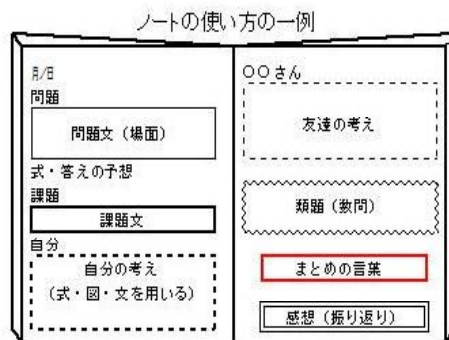 ノートの使い方の一例
月/日
問題
問題文（場面）
式・答えの予想
課題
課題文
自分
自分の考え
（式・図・文を用いる）
〇〇さん
友達の考え
類題（数問）
まとめの言葉
感想（振り返り）